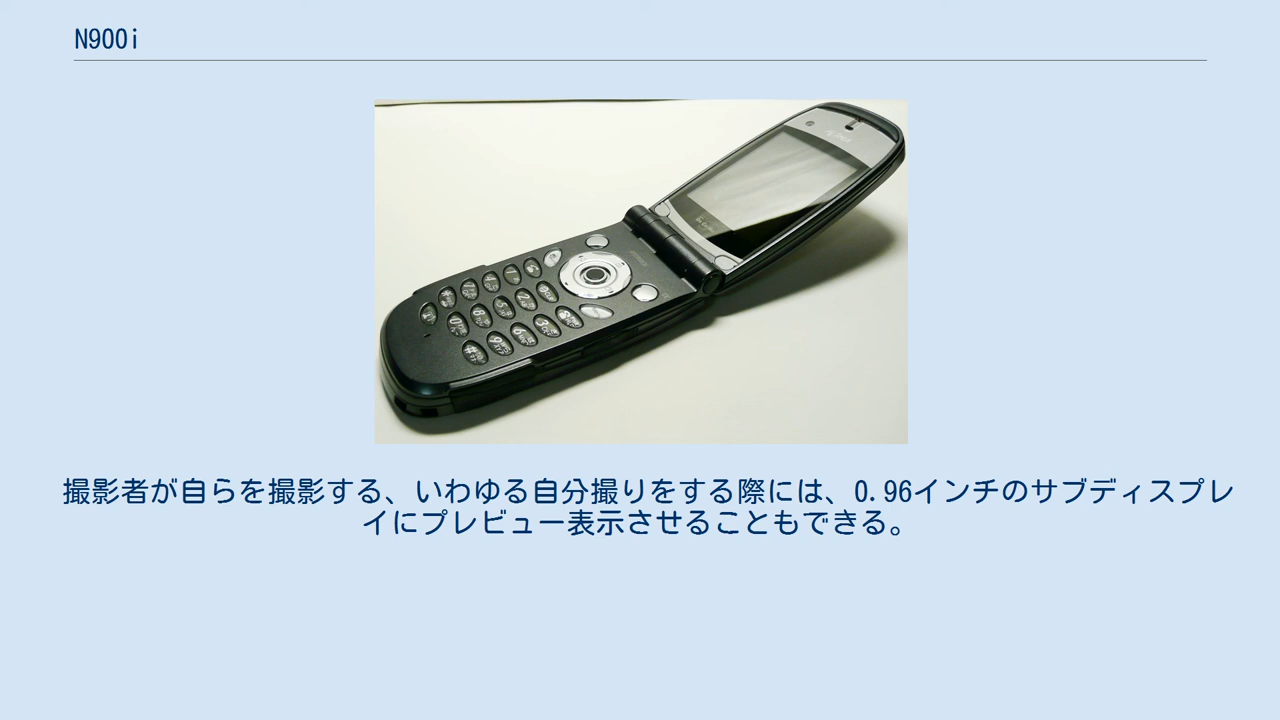 N900i
撮影者が自らを撮影する、いわゆる自分撮りをする際には、0.96インチのサブディスプレ
イにプレビュー表示させることもできる。